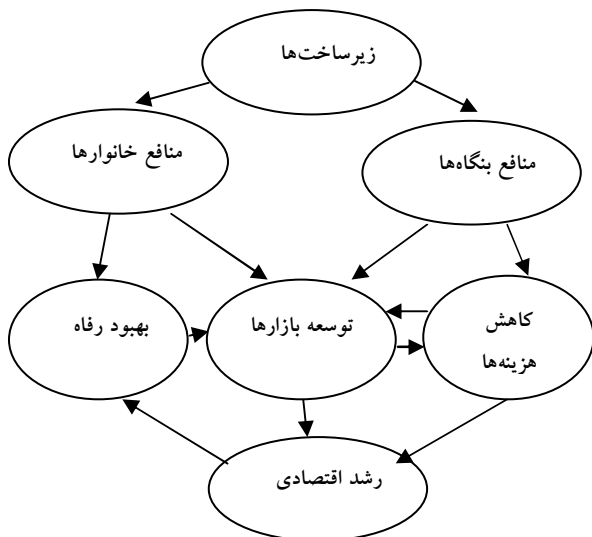 زیرساخت‌ها
منافع بنگاه‌ها
منافع خانوارها
کاهش
هزینه‌ها
توسعه بازارها
بهبود رفاه
رشد اقتصادی